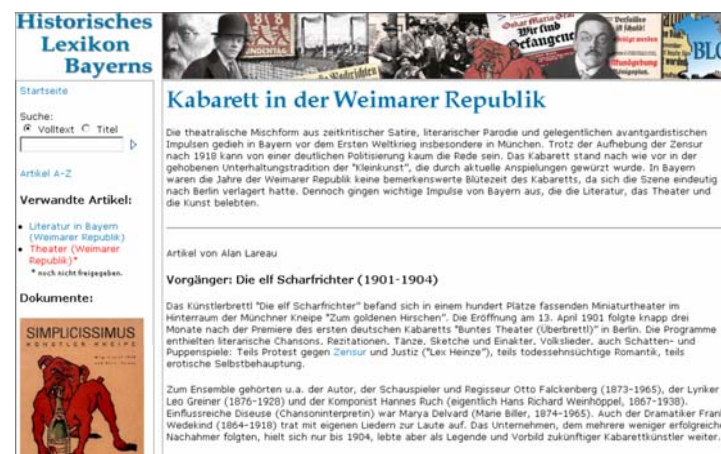 Historisches
Lexikon
Bayerns
Oskar Maria Graf
Wir sind
Gefangene
BLO
Startseite
Suche:
Volltext Titel
Artikel A-Z
Verwandte Artikel:
Literatur in Bayern
(Weimarer Republik)
Theater (Weimarer
Republik)*
* noch nicht freigegeben.
Dokumente:
SIMPLICISSIMUS
KÜNSTLER-KNEIPE
Kabarett in der Weimarer Republik
Die theatralische Mischform aus zeitkritischer Satire, literarischer Parodie und gelegentlichen avantgardistischen
Impulsen gedieh in Bayern vor dem Ersten Weltkrieg insbesondere in München. Trotz der Aufhebung der Zensur
nach 1918 kann von einer deutlichen Politisierung kaum die Rede sein. Das Kabarett stand nach wie vor in der
gehobenen Unterhaltungstradition der "Kleinkunst", die durch aktuelle Anspielungen gewürzt wurde. In Bayern
waren die Jahre der Weimarer Republik keine bemerkenswerte Blütezeit des Kabaretts, da sich die Szene eindeutig
nach Berlin verlagert hatte. Dennoch gingen wichtige Impulse von Bayern aus, die die Literatur, das Theater und
die Kunst belebten.
Artikel von Alan Lareau
Vorgänger: Die elf Scharfrichter (1901-1904)
Das Künstlerbrettl "Die elf Scharfrichter" befand sich in einem hundert Plätze fassenden Miniaturtheater im
Hinterraum der Münchner Kneipe "Zum goldenen Hirschen". Die Eröffnung am 13. April 1901 folgte knapp drei
Monate nach der Premiere des ersten deutschen Kabaretts "Buntes Theater (Überbrettl)" in Berlin. Die Programme
enthielten literarische Chansons, Rezitationen, Tänze, Sketche und Einakter, Volkslieder, auch Schatten- und
Puppenspiele: Teils Protest gegen Zensur und Justiz ("Lex Heinze"), teils todessehnsüchtige Romantik, teils
erotische Selbstbehauptung.
Zum Ensemble gehörten u.a. der Autor, der Schauspieler und Regisseur Otto Falckenberg (1873-1965), der Lyriker
Leo Greiner (1876-1928) und der Komponist Hannes Ruch (eigentlich Hans Richard Weinhöppel, 1867-1938).
Einflussreiche Diseuse (Chansoninterpretin) war Marya Delvard (Marie Biller, 1874-1965). Auch der Dramatiker Fran
Wedekind (1864-1918) trat mit eigenen Liedern zur Laute auf. Das Unternehmen, dem mehrere weniger erfolgreiche
Nachahmer folgten, hielt sich nur bis 1904, lebte aber als Legende und Vorbild zukünftiger Kabarettkünstler weiter.